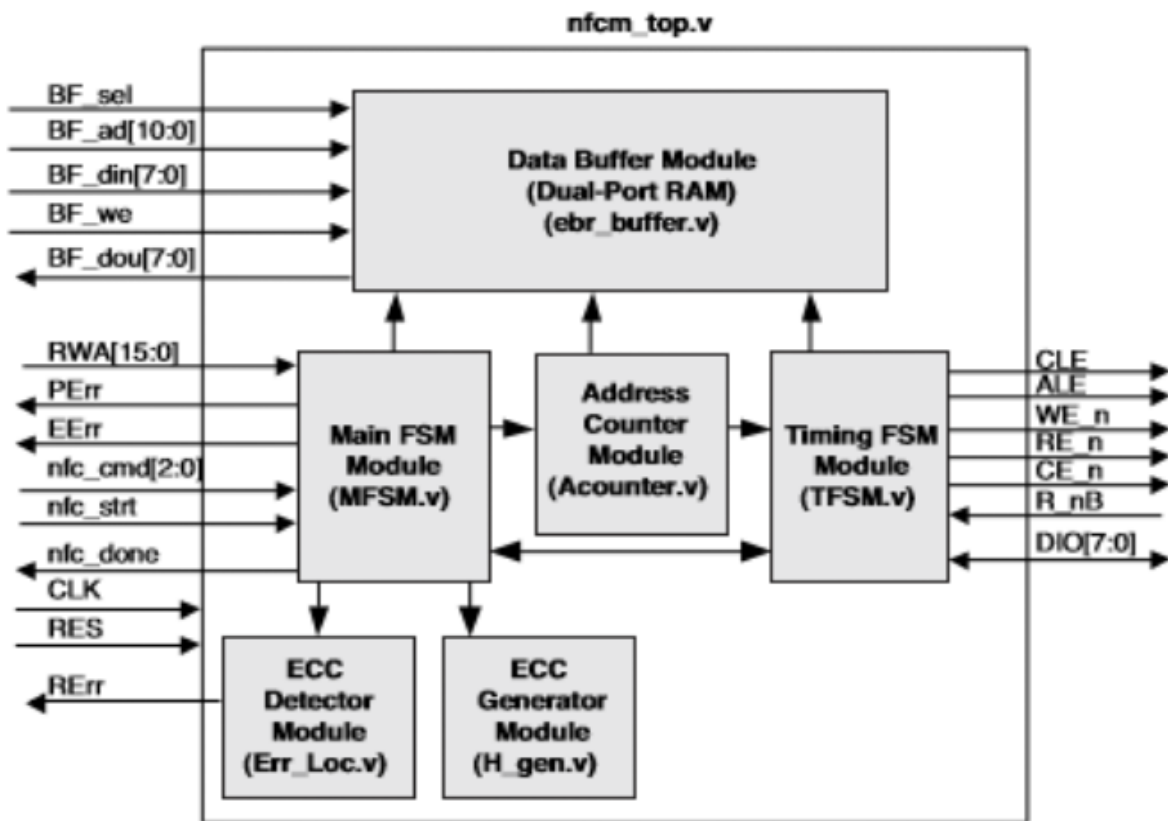 nfcm_top.v
BF_sel
BF_ad[10:0]
BF_din[7:0]
BF_we
BF_dou[7:0]
Data Buffer Module
(Dual-Port RAM)
(ebr_buffer.v)
RWA[15:0]
PErr
EErr
nfc_cmd[2:0]
nfc_strt
nfc_done
CLK
RES
RErr
Main FSM
Module
(MFSM.v)
Address
Counter
Module
(Acounter.v)
Timing FSM
Module
(TFSM.v)
CLE
ALE
WE_n
RE_n
CE_n
R_nB
DIO[7:0]
ECC
Detector
Module
(Err_Loc.v)
ECC
Generator
Module
(H_gen.v)